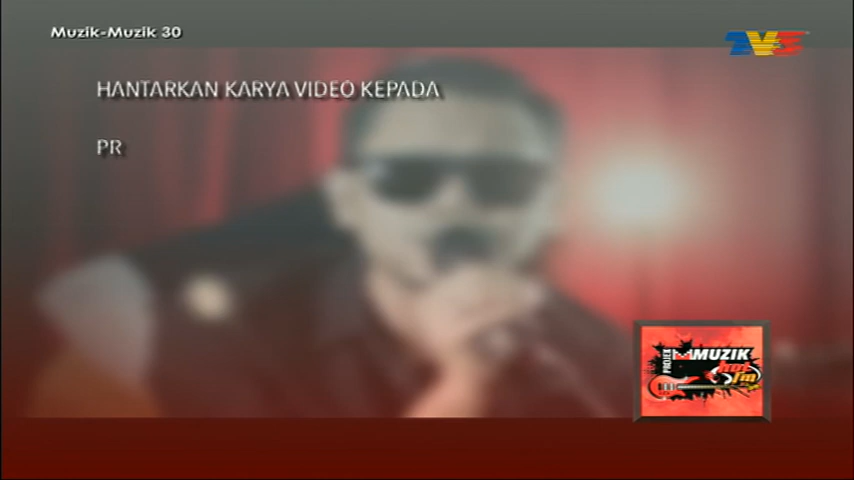 Muzik-Muzik 30
TV3
HANTARKAN KARYA VIDEO KEPADA
PR
PROJEK
MUZIK
hot
fm